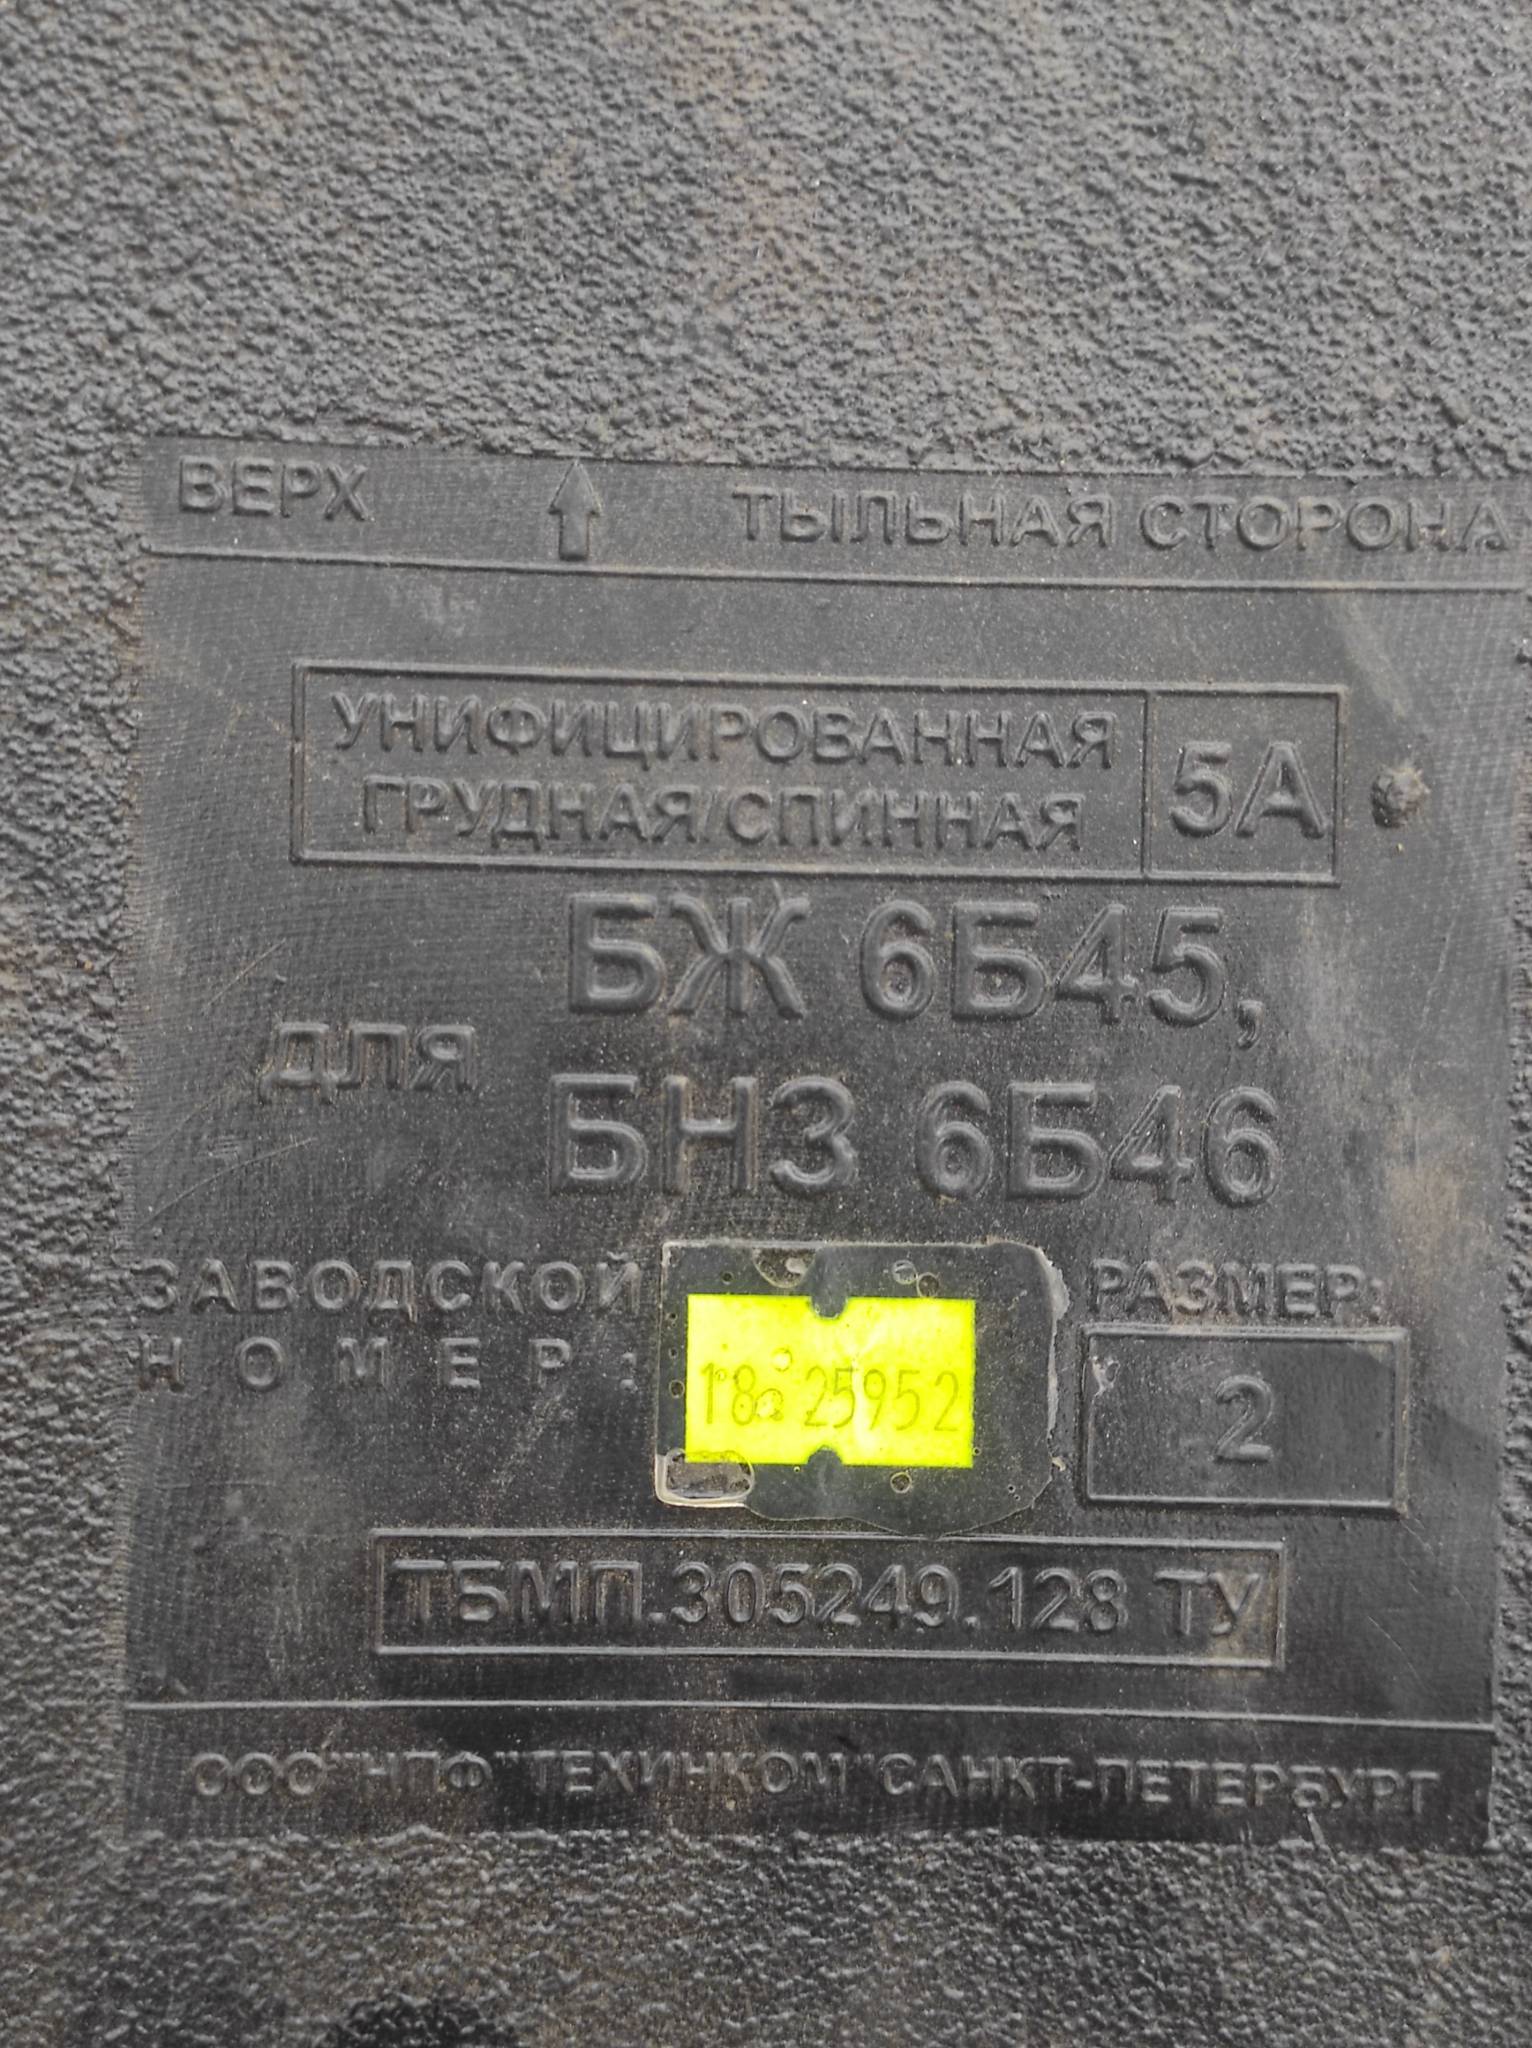 ВЕРХ ТЫЛЬНАЯ СТОРОНА
УНИФИЦИРОВАННАЯ
ГРУДНАЯ/СПИННАЯ
5А
для
БЖ 6Б45,
БНЗ 6Б46
ЗАВОДСКОЙ
НОМЕР:
18 25952
РАЗМЕР:
2
ТБМП.305249.128 ТУ
ООО "НПФ "ТЕХИНКОМ" САНКТ-ПЕТЕРБУРГ